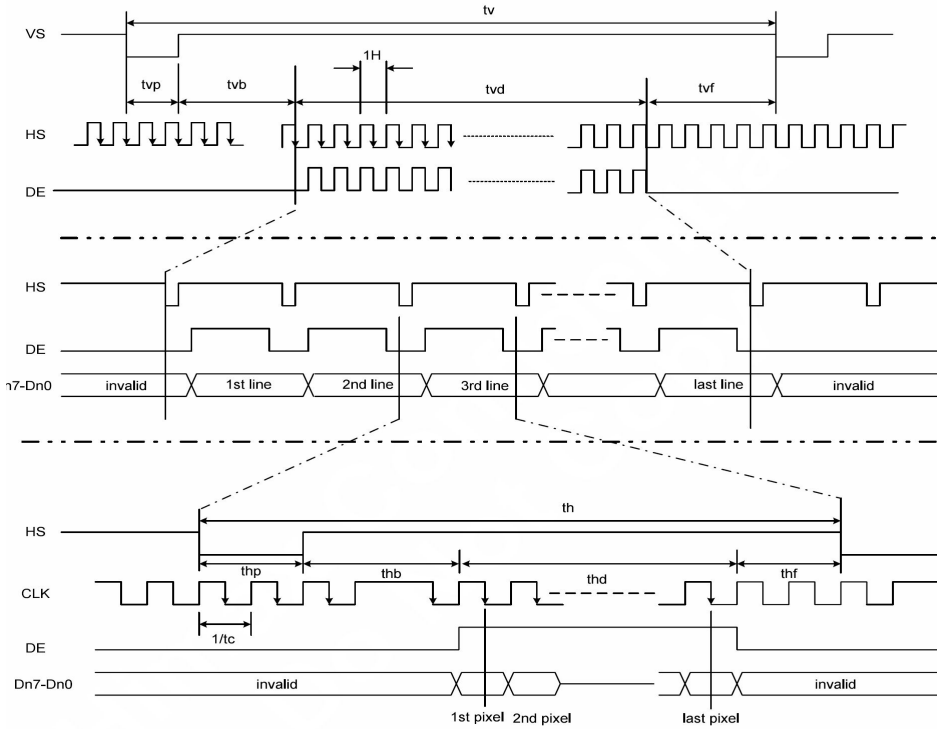 tv
VS
1H
tvp
tvb
tvd
tvf
HS
DE
HS
DE
n7-Dn0
invalid
1st line
2nd line
3rd line
last line
invalid
th
HS
thp
thb
thd
thf
CLK
1/tc
DE
Dn7-Dn0
invalid
invalid
1st pixel
2nd pixel
last pixel